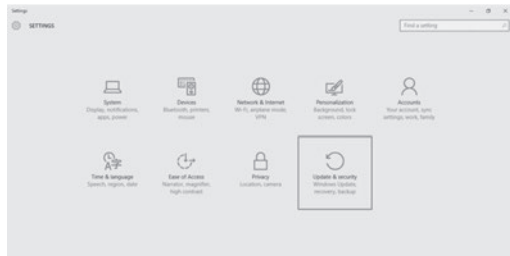 Settings
SETTINGS
Find a setting
System
Display, notifications,
apps, power
Devices
Bluetooth, printers,
mouse
Network & Internet
Wi-Fi, airplane mode,
VPN
Personalization
Background, lock
screen, colors
Accounts
Your account, sync
settings, work, family
Time & language
Speech, region, date
Ease of Access
Narrator, magnifier,
high contrast
Privacy
Location, camera
Update & security
Windows Update,
recovery, backup